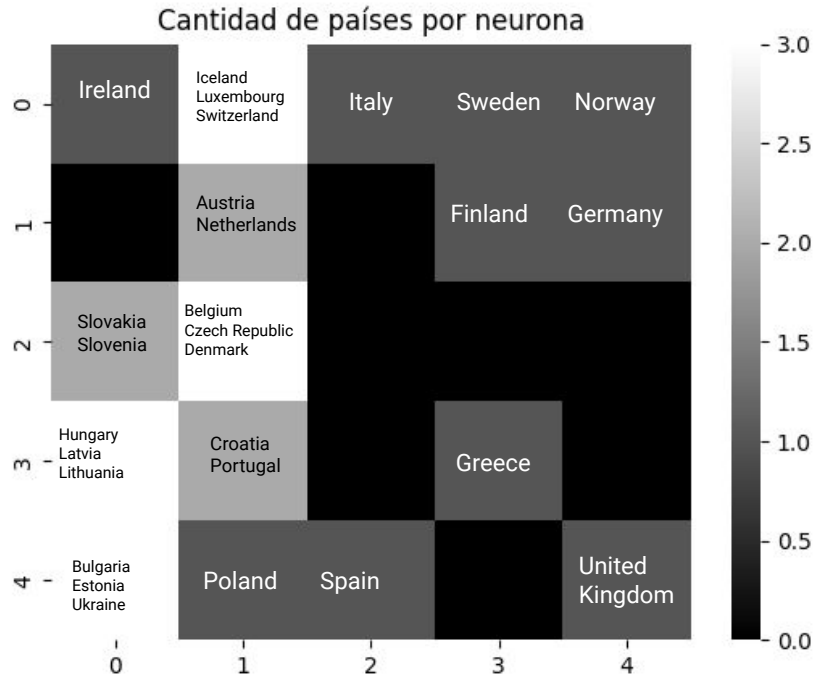 Cantidad de países por neurona
Ireland
Iceland
Luxembourg
Switzerland
Italy
Sweden
Norway
Austria
Netherlands
Finland
Germany
Slovakia
Slovenia
Belgium
Czech Republic
Denmark
Hungary
Latvia
Lithuania
Croatia
Portugal
Greece
Bulgaria
Estonia
Ukraine
Poland
Spain
United
Kingdom
0
1
2
3
4
0 1 2 3 4
3.0
2.5
2.0
1.5
1.0
0.5
0.0